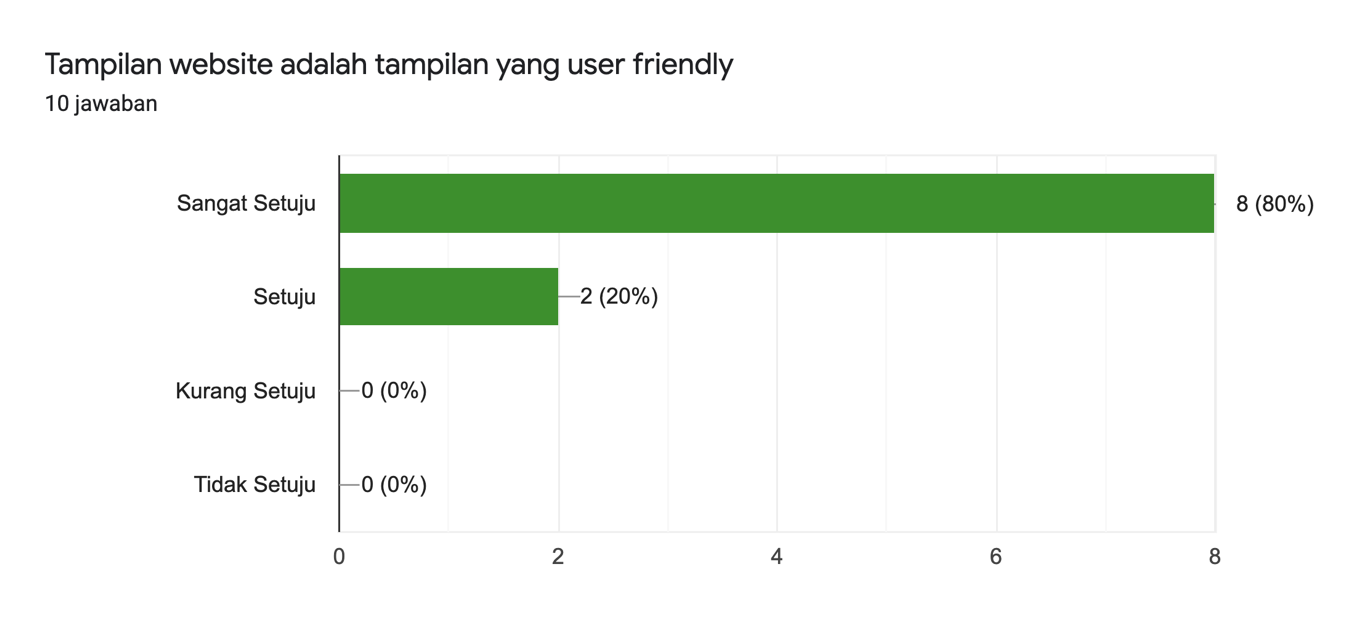 Tampilan website adalah tampilan yang user friendly
10 jawaban
Sangat Setuju 8 (80%)
Setuju 2 (20%)
Kurang Setuju 0 (0%)
Tidak Setuju 0 (0%)
0 2 4 6 8